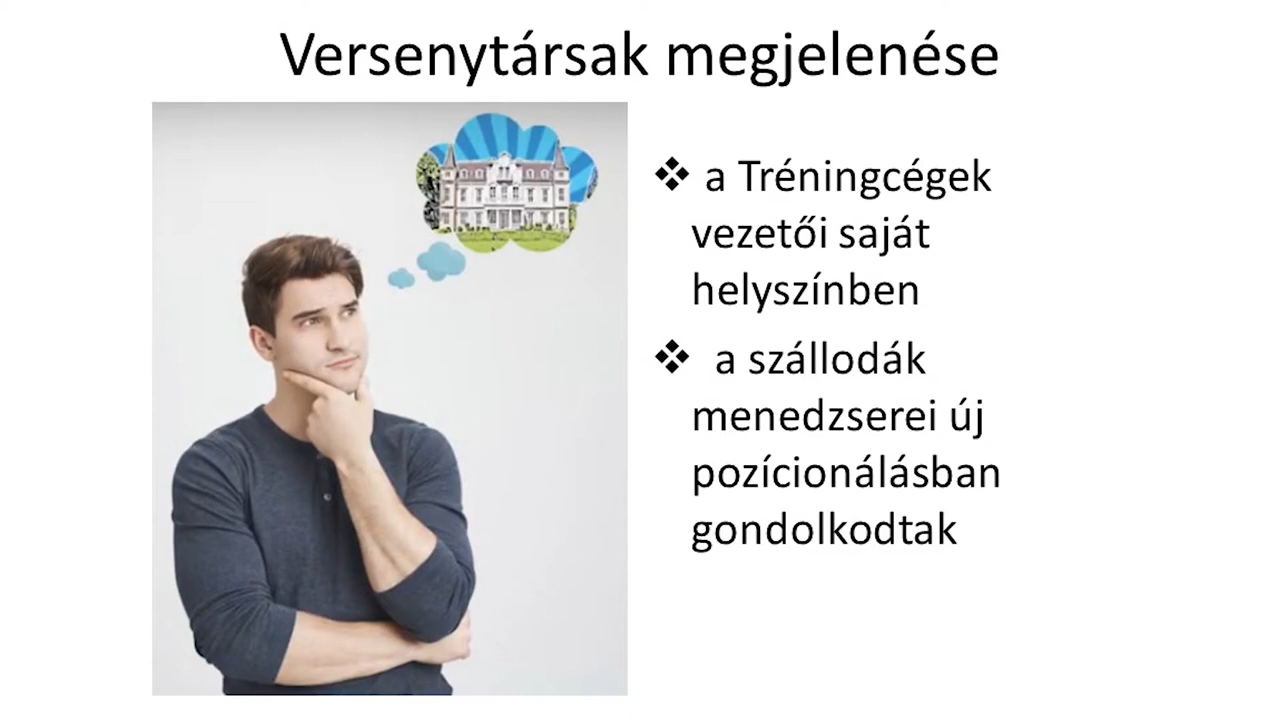 Versenytársak megjelenése
❖ a Tréningcégek
vezetői saját
helyszínben
❖ a szállodák
menedzserei új
pozícionálásban
gondolkodtak